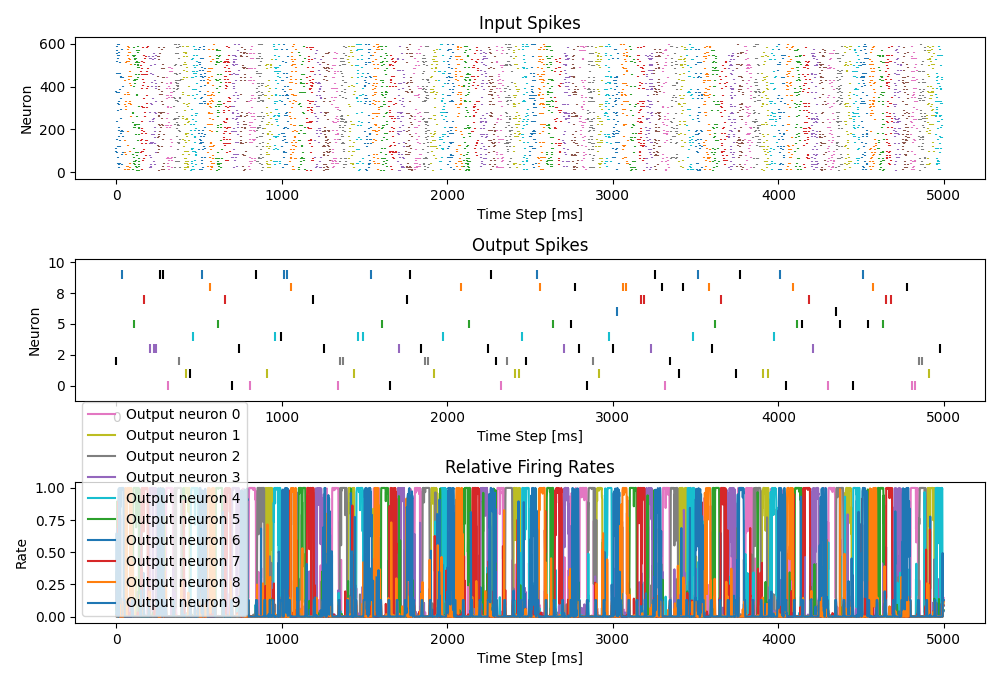 Input Spikes
600
400
200
0
Neuron
0 1000 2000 3000 4000 5000
Time Step [ms]
Output Spikes
10
8
5
2
0
Neuron
0 1000 2000 3000 4000 5000
Time Step [ms]
Output neuron 0
Output neuron 1
Output neuron 2
Output neuron 3
Output neuron 4
Output neuron 5
Output neuron 6
Output neuron 7
Output neuron 8
Output neuron 9
Relative Firing Rates
1.00
0.75
0.50
0.25
0.00
Rate
0 1000 2000 3000 4000 5000
Time Step [ms]